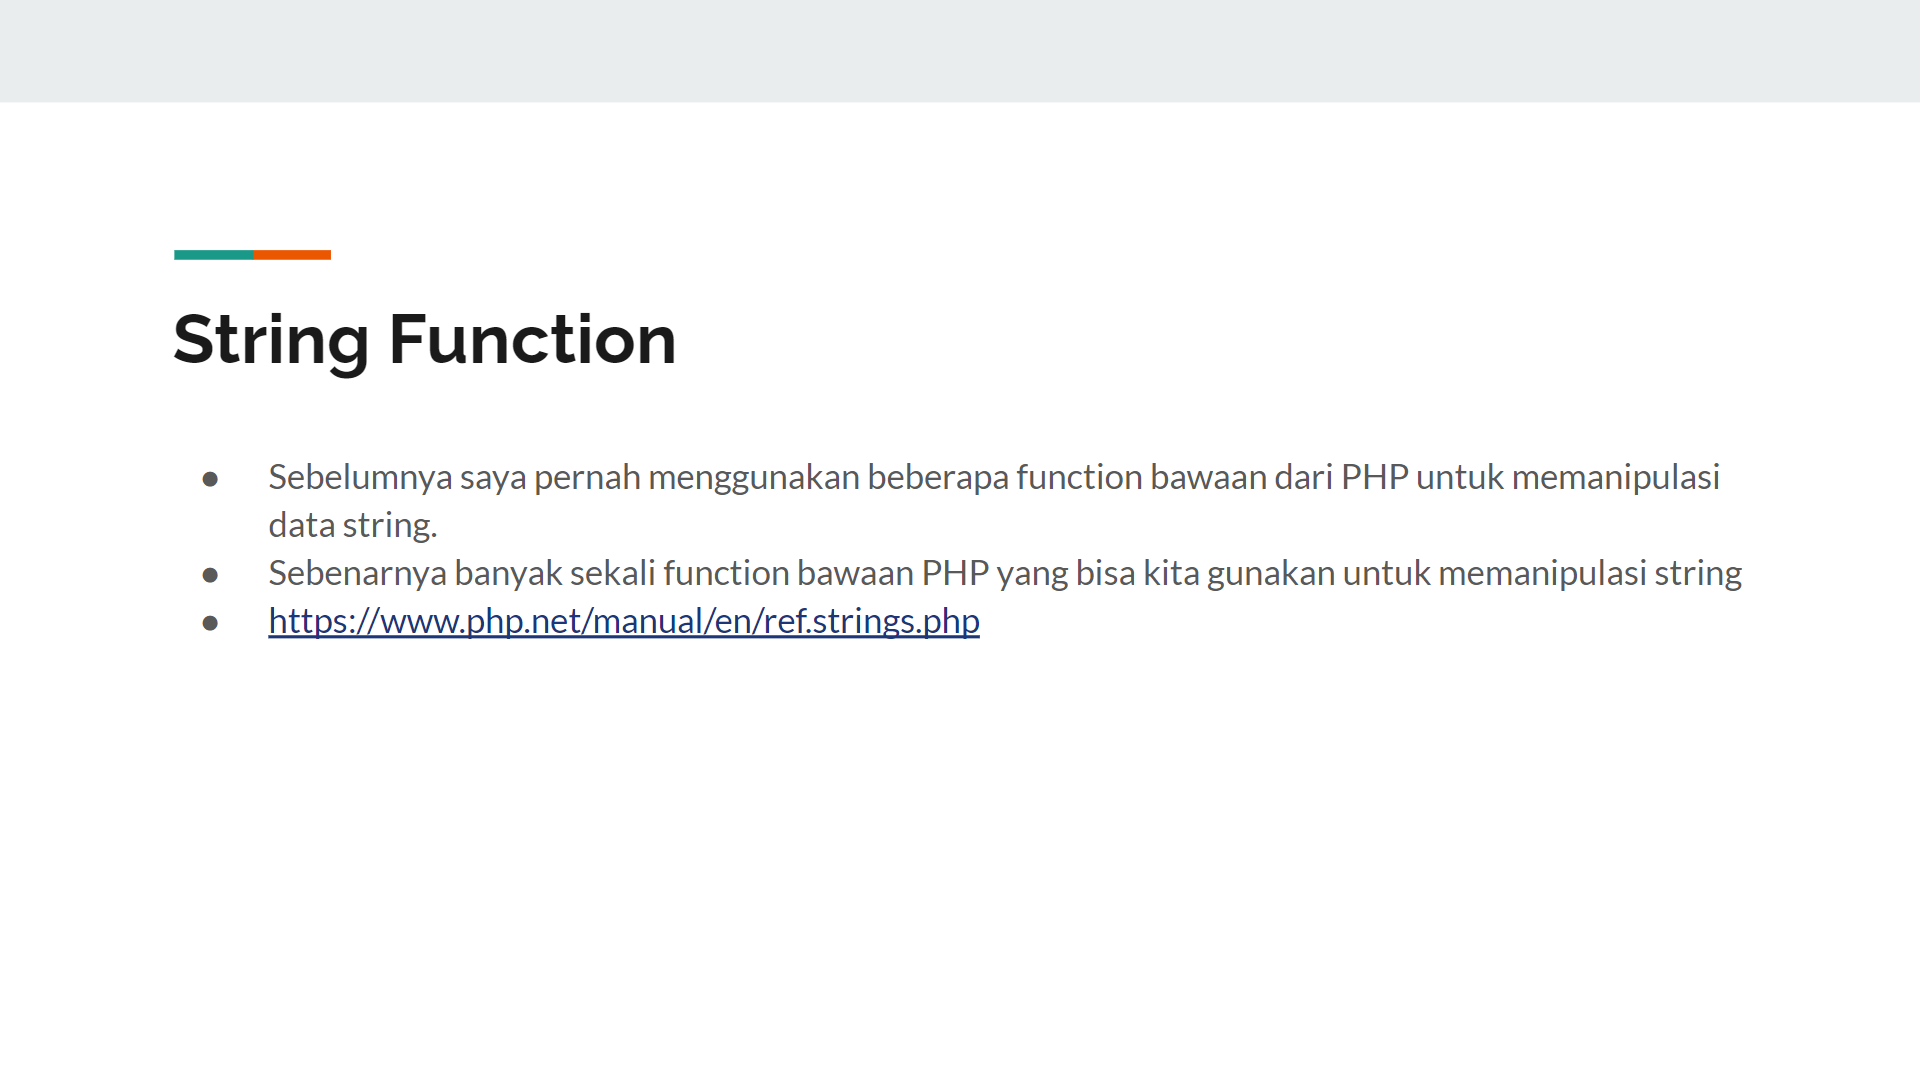 String Function
● Sebelumnya saya pernah menggunakan beberapa function bawaan dari PHP untuk memanipulasi
data string.
● Sebenarnya banyak sekali function bawaan PHP yang bisa kita gunakan untuk memanipulasi string
● https://www.php.net/manual/en/ref.strings.php